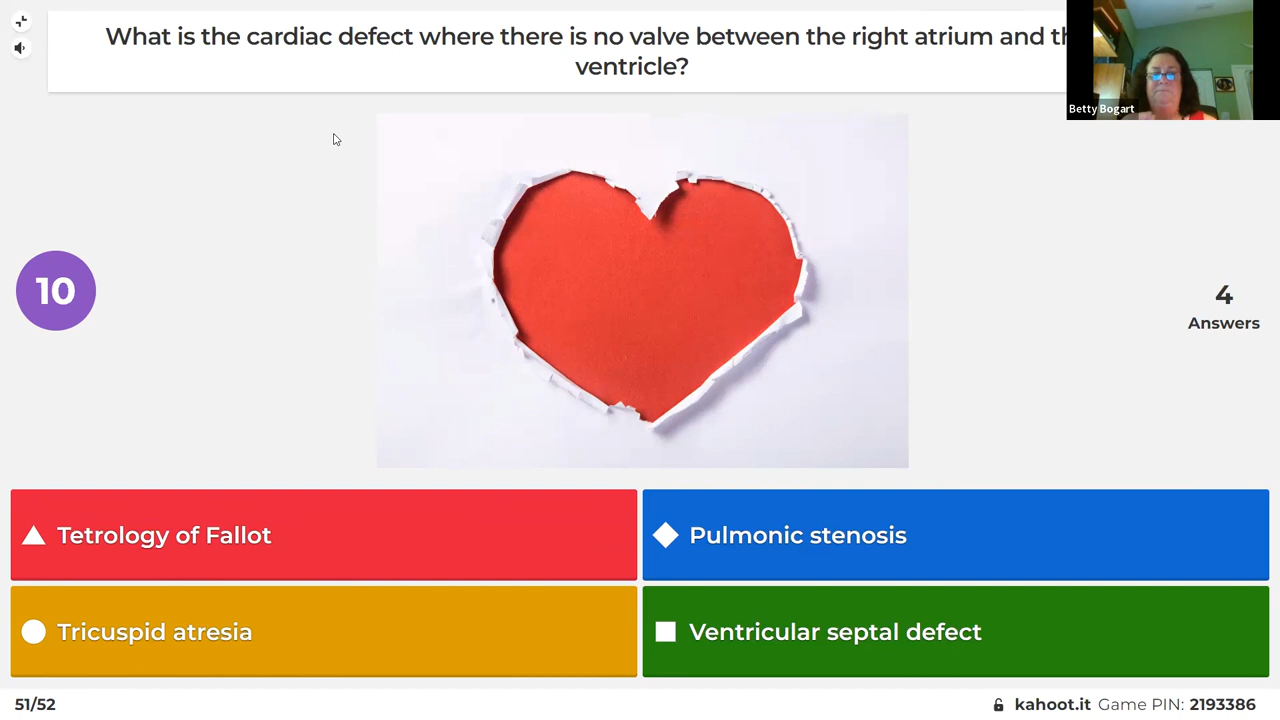 What is the cardiac defect where there is no valve between the right atrium and
ventricle?
Betty Bogart
10
4
Answers
Tetrology of Fallot
Pulmonic stenosis
Tricuspid atresia
Ventricular septal defect
51/52
kahoot.it Game PIN: 2193386